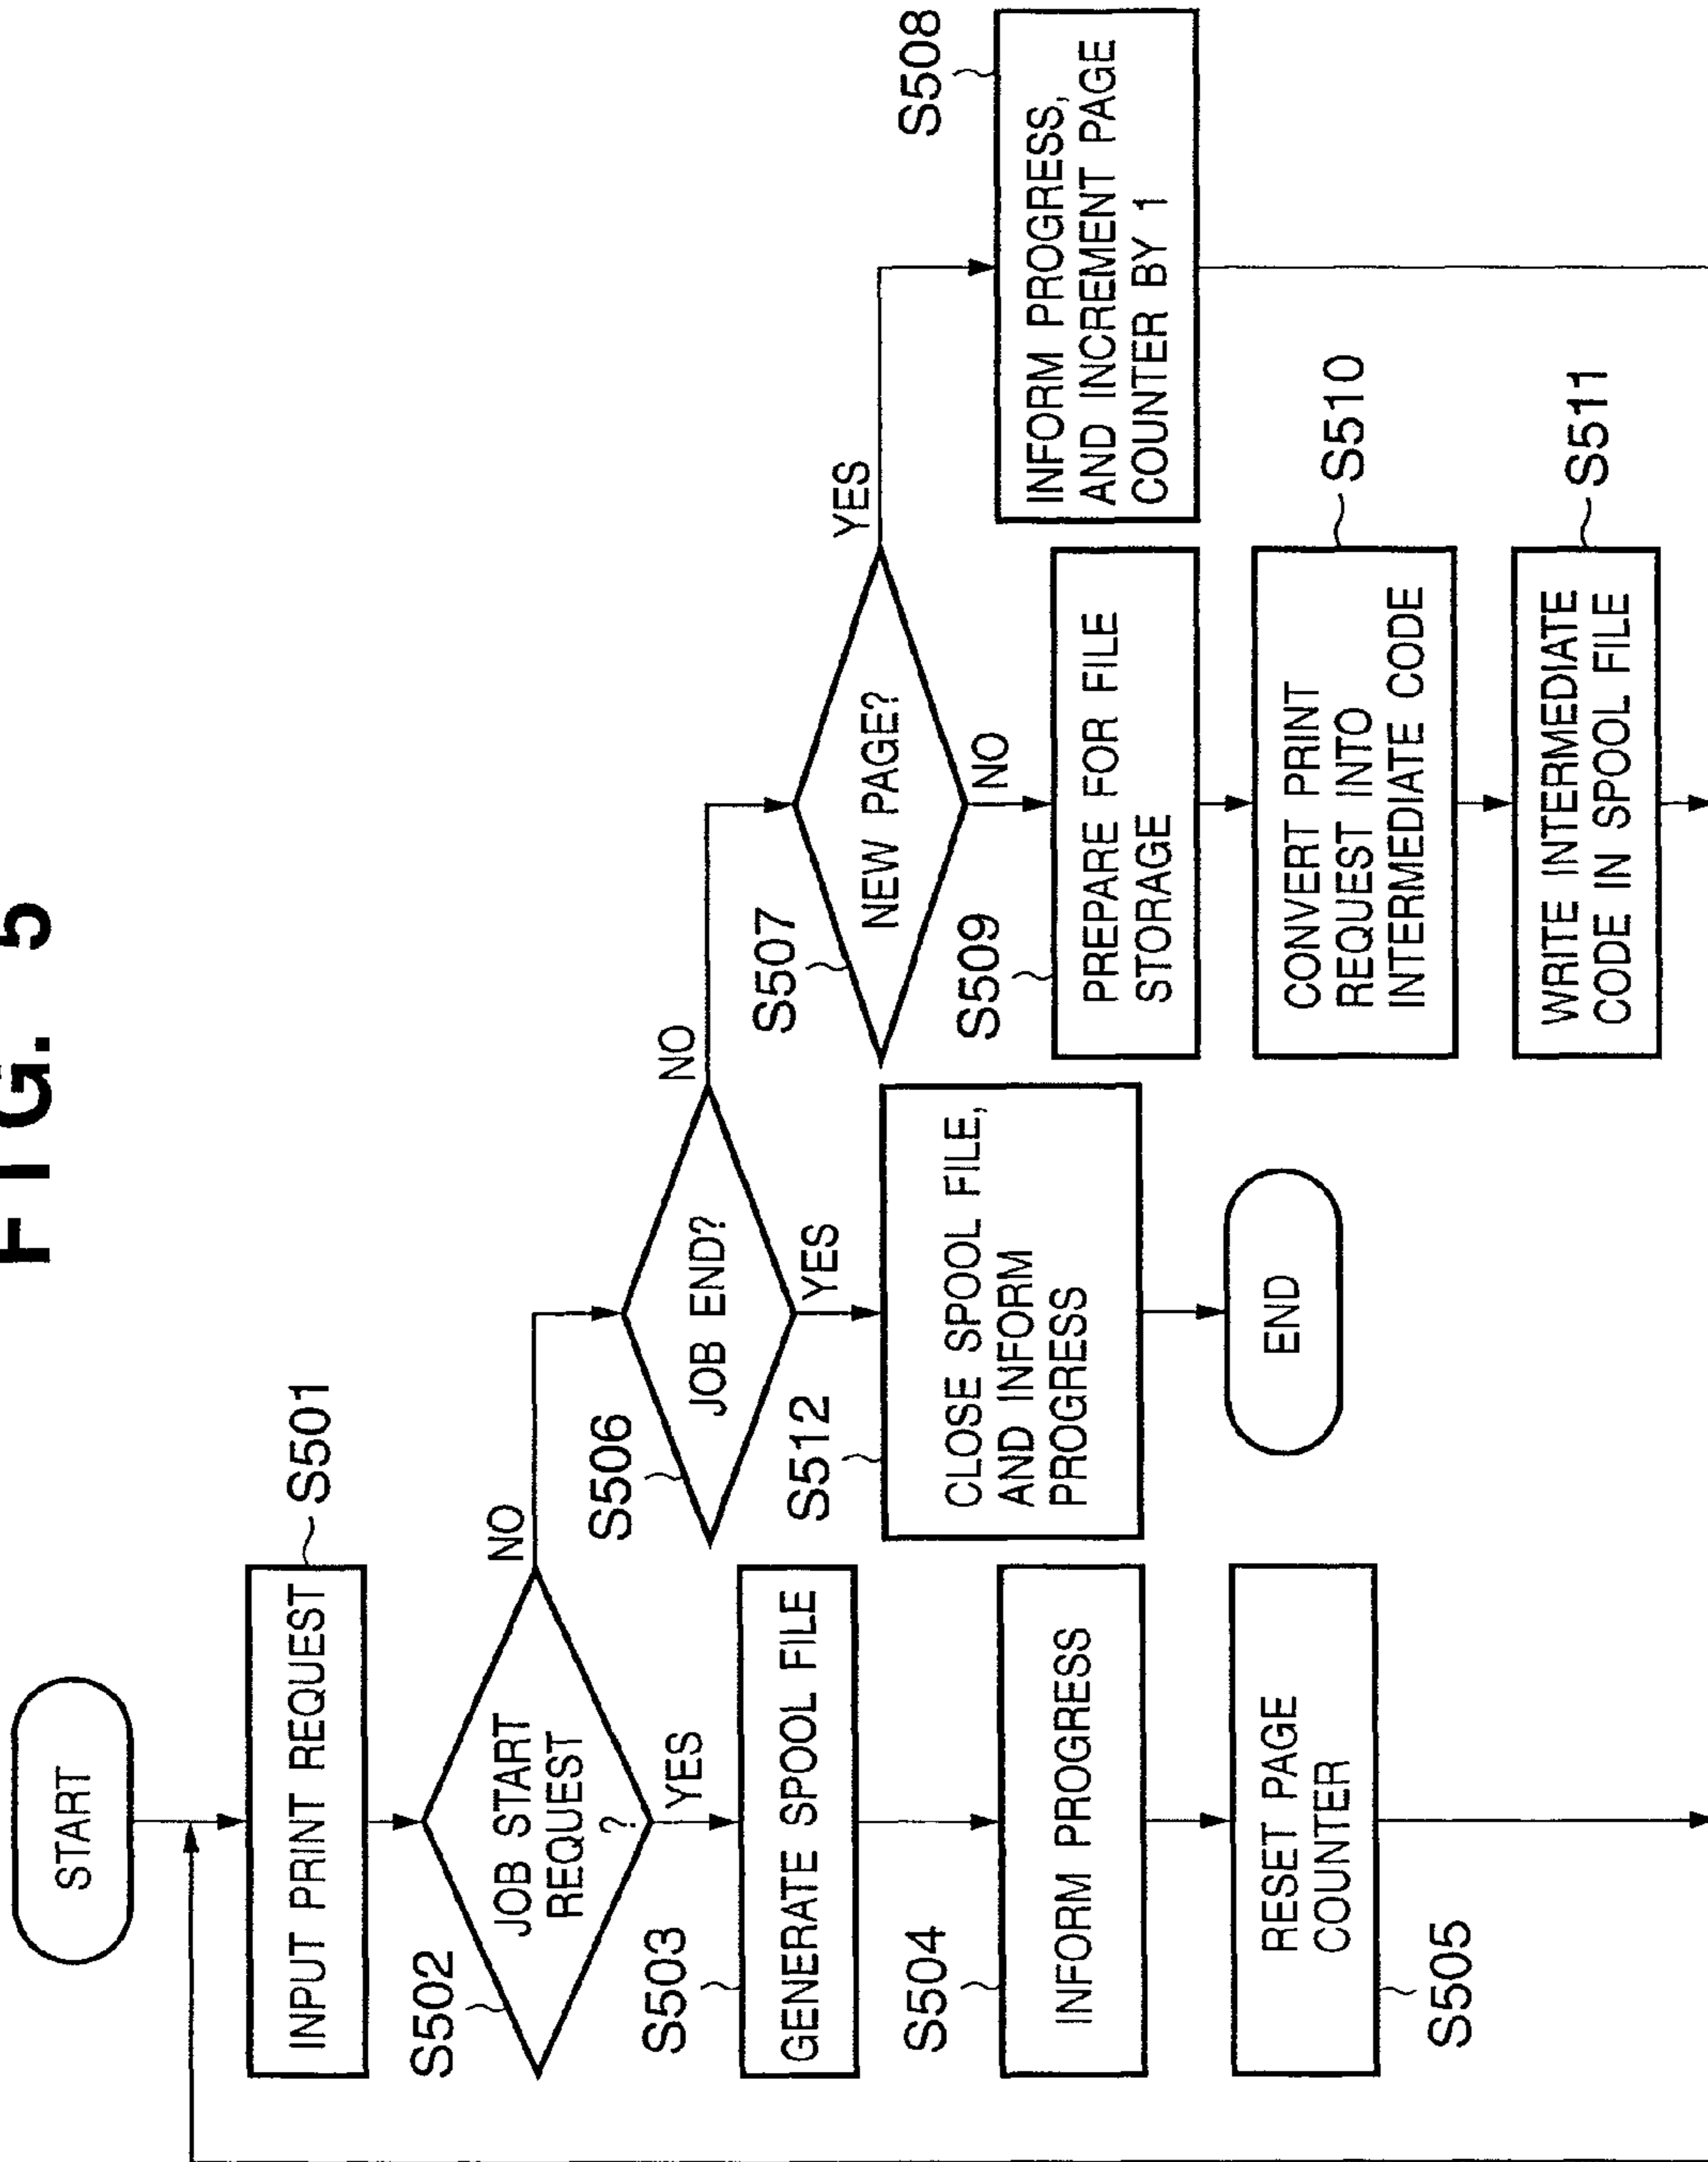 FIG. 5
START
INPUT PRINT REQUEST
S501
S502
JOB START
REQUEST
?
NO
YES
S503
GENERATE SPOOL FILE
S504
INFORM PROGRESS
RESET PAGE
COUNTER
S505
S506
JOB END?
NO
YES
S512
CLOSE SPOOL FILE,
AND INFORM
PROGRESS
END
S507
NEW PAGE?
YES
NO
S508
INFORM PROGRESS,
AND INCREMENT PAGE
COUNTER BY 1
S509
PREPARE FOR FILE
STORAGE
CONVERT PRINT
REQUEST INTO
INTERMEDIATE CODE
S510
WRITE INTERMEDIATE
CODE IN SPOOL FILE
S511